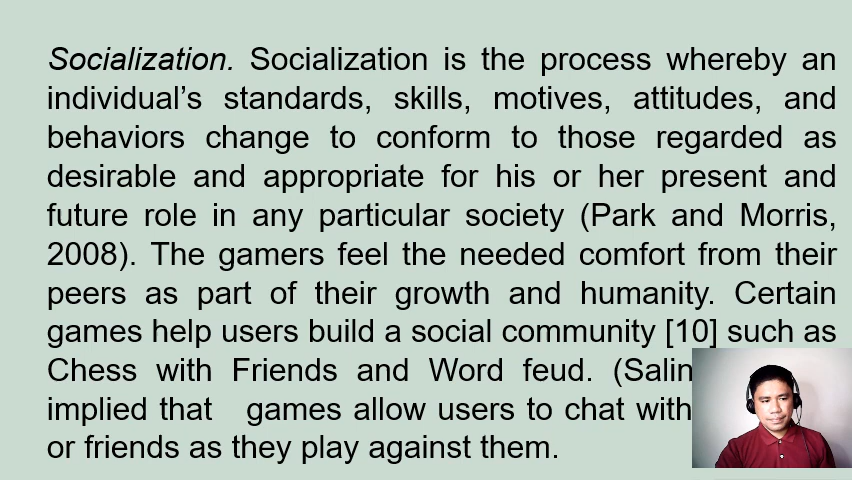 Socialization. Socialization is the process whereby an
individual’s standards, skills, motives, attitudes, and
behaviors change to conform to those regarded as
desirable and appropriate for his or her present and
future role in any particular society (Park and Morris,
2008). The gamers feel the needed comfort from their
peers as part of their growth and humanity. Certain
games help users build a social community [10] such as
Chess with Friends and Word feud.
implied that games allow users to chat with
or friends as they play against them.